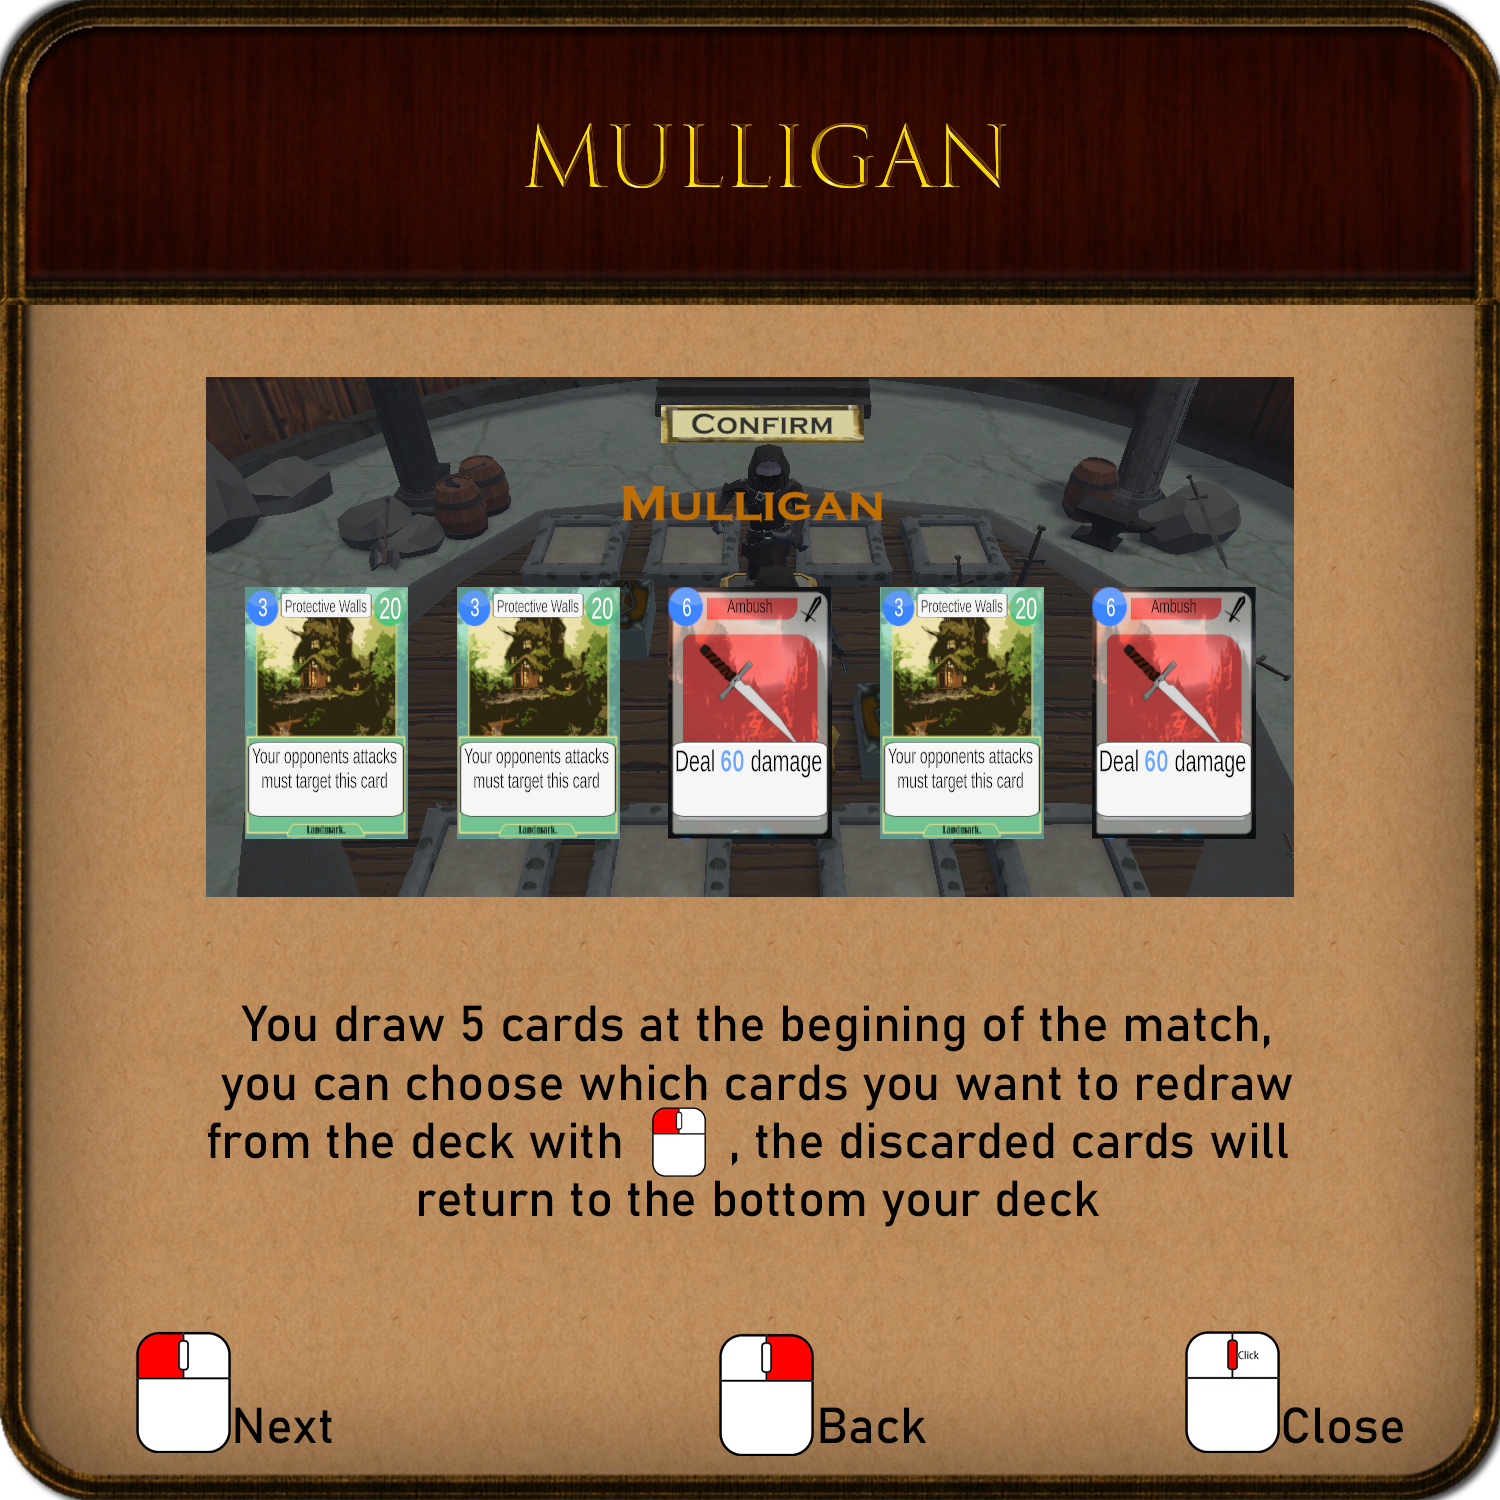 MULLIGAN
CONFIRM
MULLIGAN
3 Protective Walls 20
Your opponents attacks
must target this card
Landmark.
3 Protective Walls 20
Your opponents attacks
must target this card
Landmark.
6 Ambush
Deal 60 damage
3 Protective Walls 20
Your opponents attacks
must target this card
Landmark.
6 Ambush
Deal 60 damage
You draw 5 cards at the begining of the match,
you can choose which cards you want to redraw
from the deck with , the discarded cards will
return to the bottom your deck
Next
Back
Click
Close